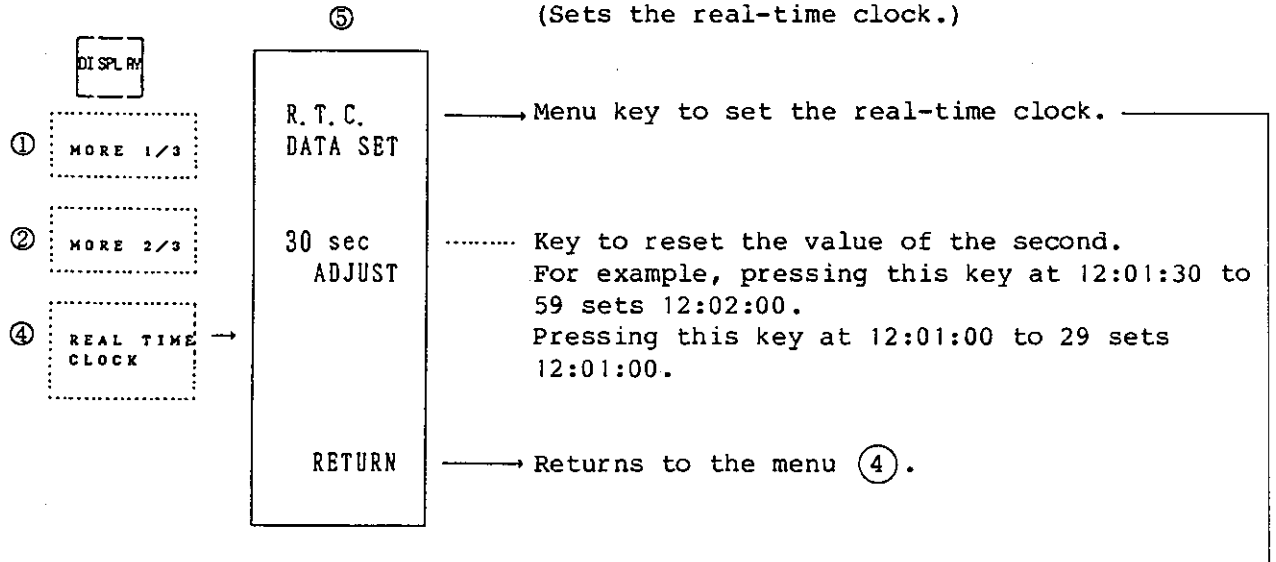 ⑤
(Sets the real-time clock.)
DISPLAY
① MORE 1/3
② MORE 2/3
④ REAL TIME
CLOCK
R.T.C.
DATA SET
Menu key to set the real-time clock.
30 sec
ADJUST
Key to reset the value of the second.
For example, pressing this key at 12:01:30 to
59 sets 12:02:00.
Pressing this key at 12:01:00 to 29 sets
12:01:00.
RETURN
Returns to the menu ④.